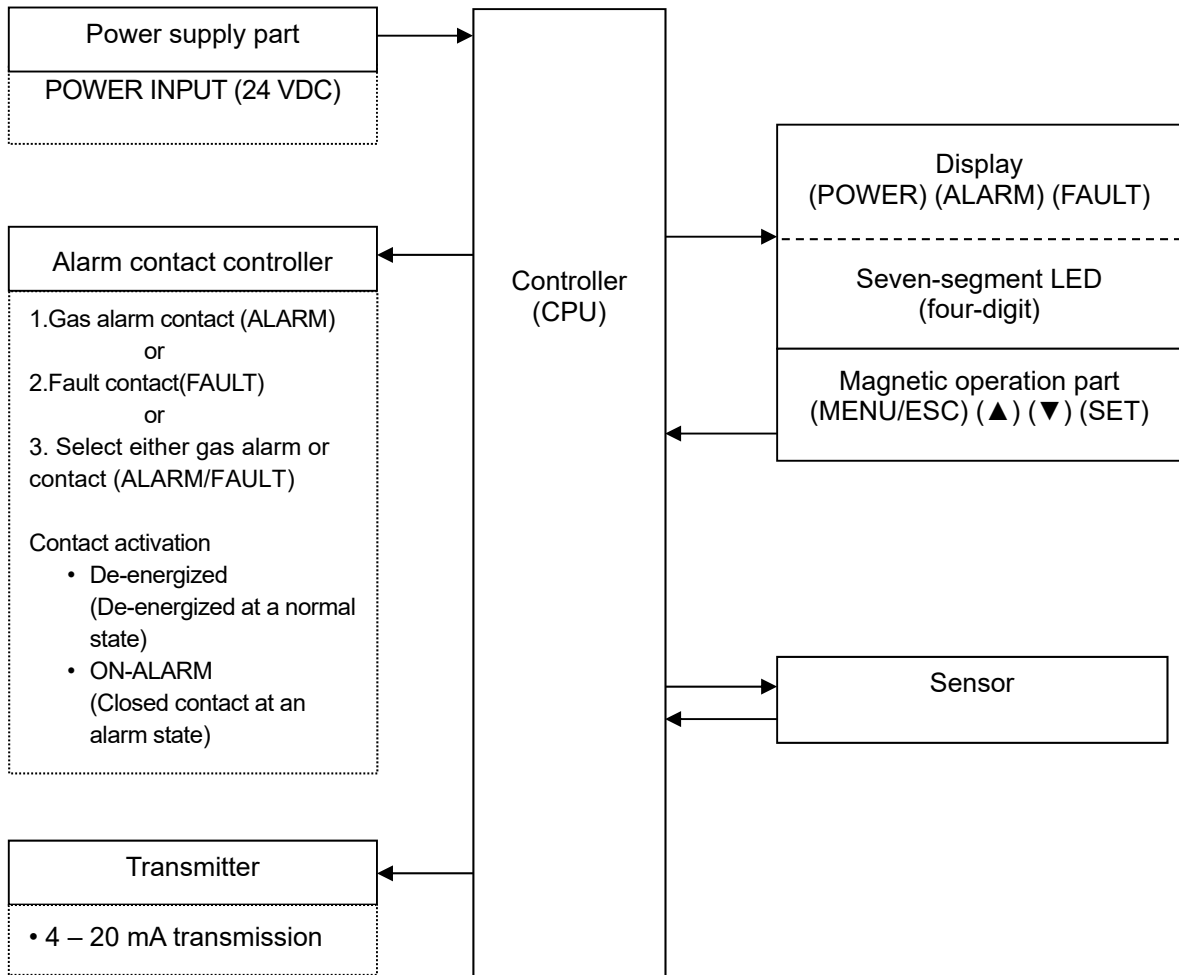 Power supply part
POWER INPUT (24 VDC)
Alarm contact controller
1.Gas alarm contact (ALARM)
or
2.Fault contact(FAULT)
or
3. Select either gas alarm or
contact (ALARM/FAULT)
Contact activation
• De-energized
(De-energized at a normal
state)
• ON-ALARM
(Closed contact at an
alarm state)
Transmitter
• 4 – 20 mA transmission
Controller
(CPU)
Display
(POWER) (ALARM) (FAULT)
Seven-segment LED
(four-digit)
Magnetic operation part
(MENU/ESC) (▲) (▼) (SET)
Sensor